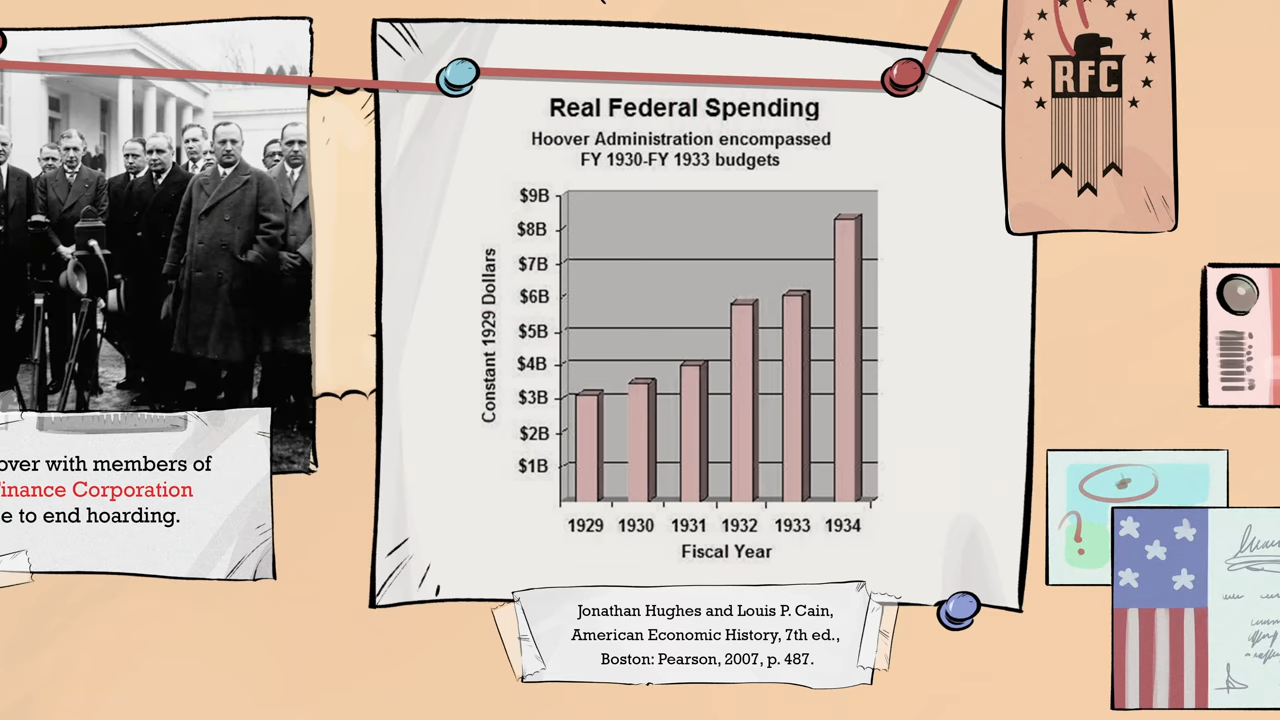 over with members of
Finance Corporation
e to end hoarding.
Real Federal Spending
Hoover Administration encompassed
FY 1930-FY 1933 budgets
Constant 1929 Dollars
$9B
$8B
$7B
$6B
$5B
$4B
$3B
$2B
$1B
1929 1930 1931 1932 1933 1934
Fiscal Year
Jonathan Hughes and Louis P. Cain,
American Economic History, 7th ed.,
Boston: Pearson, 2007, p. 487.
RFC
?